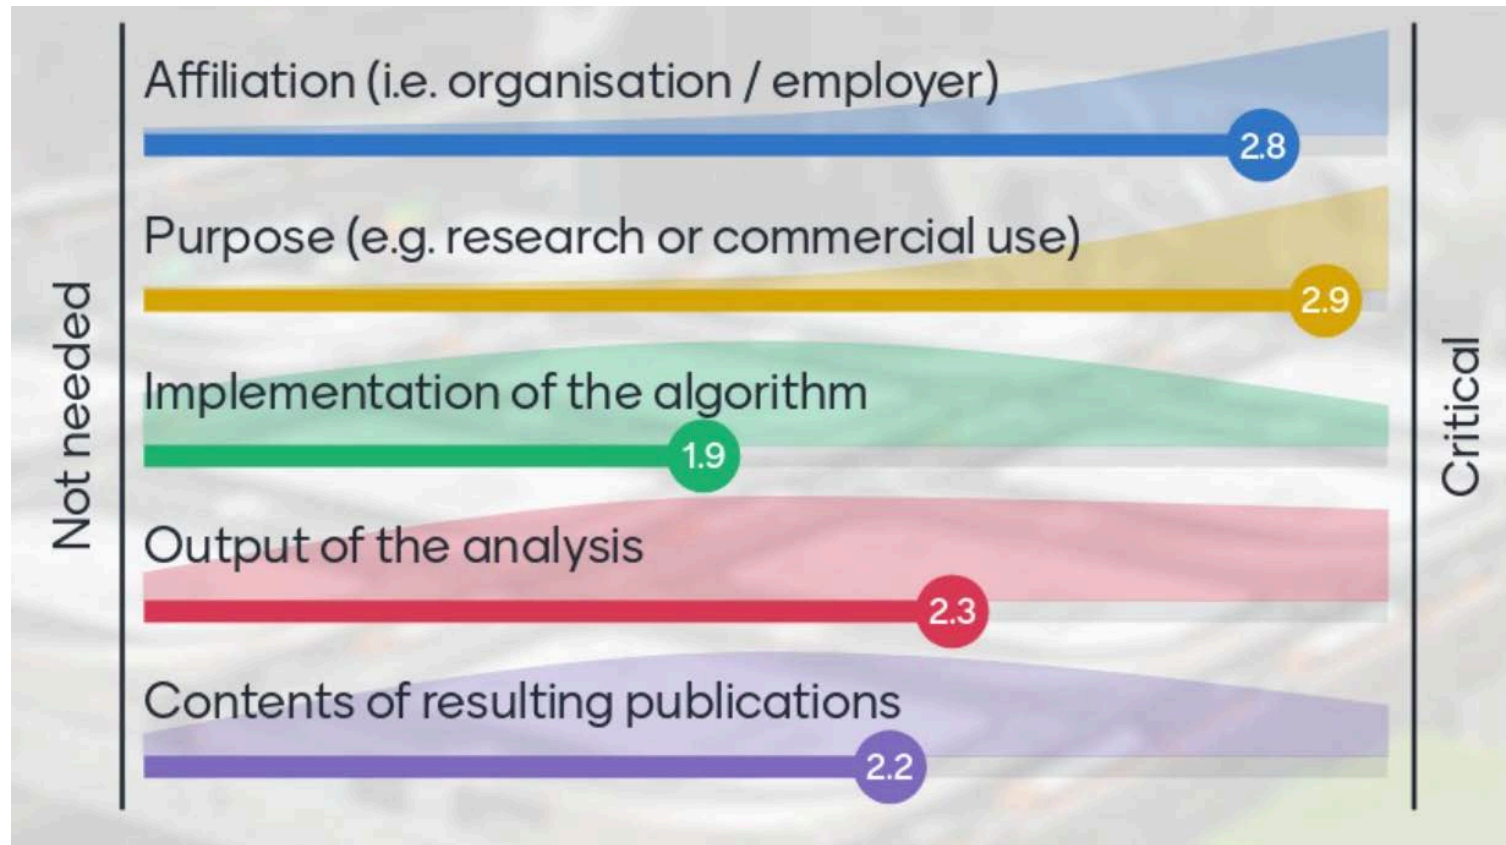 Affiliation (i.e. organisation / employer)
2.8
Purpose (e.g. research or commercial use)
2.9
Not needed
Implementation of the algorithm
1.9
Critical
Output of the analysis
2.3
Contents of resulting publications
2.2